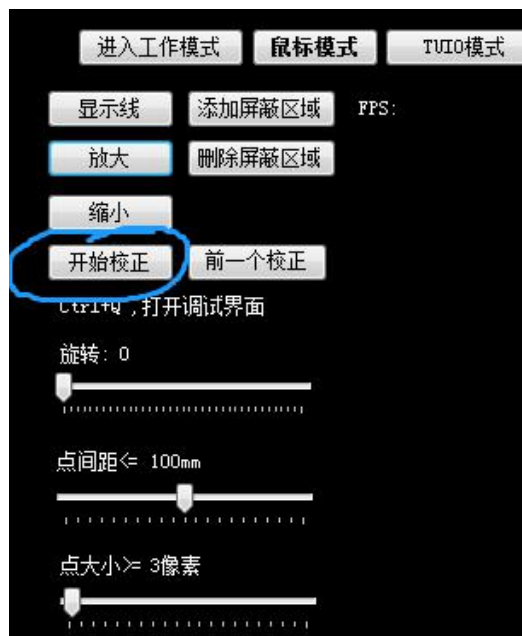 进入工作模式 鼠标模式 TUIO模式
显示线 添加屏蔽区域 FPS:
放大 删除屏蔽区域
缩小
开始校正 前一个校正
Ctrl+Q ,打开调试界面
旋转: 0
点间距<= 100mm
点大小>= 3像素